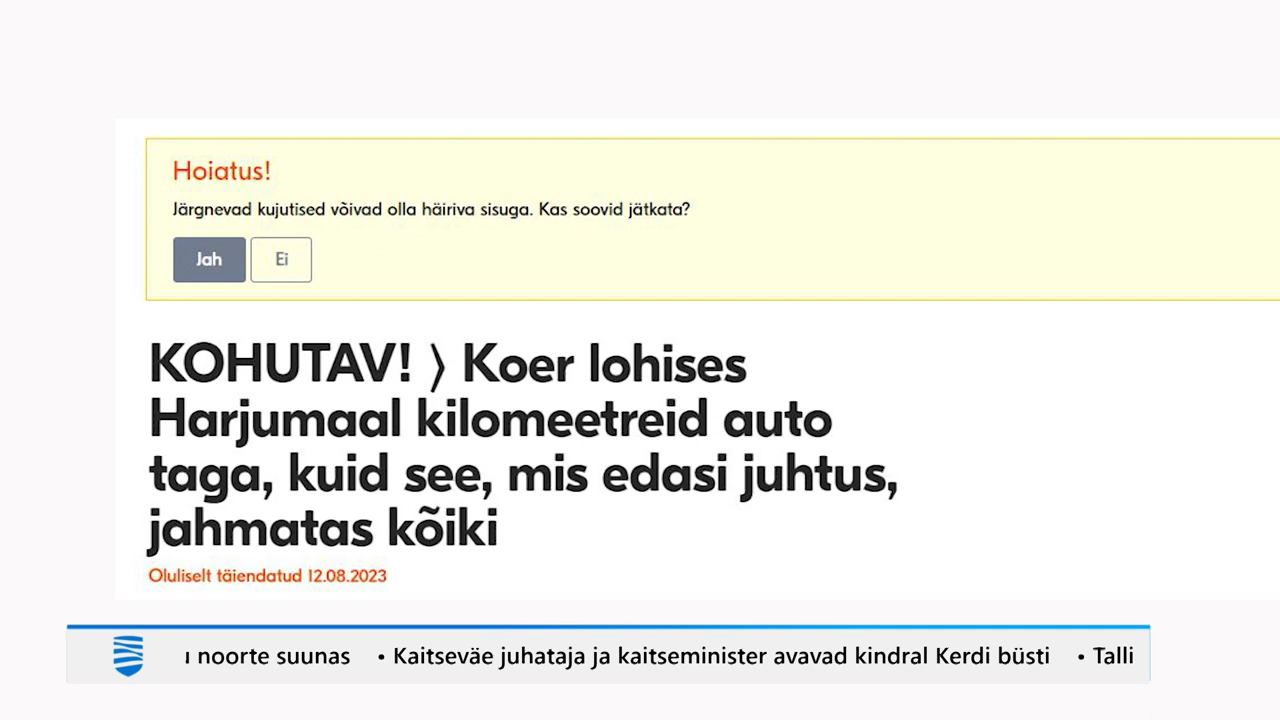 Hoiatus!
Järgnevad kujutised võivad olla häiriva sisuga. Kas soovid jätkata?
Jah
Ei
KOHUTAV! 〉 Koer lohises
Harjumaal kilomeetreid auto
taga, kuid see, mis edasi juhtus,
jahmatas kõiki
Oluliselt täiendatud 12.08.2023
noorte suunas • Kaitseväe juhataja ja kaitseminister avavad kindral Kerdi büsti • Talli